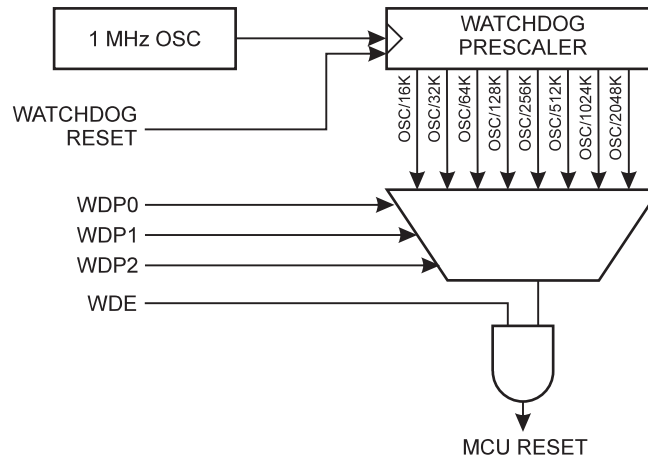 1 MHz OSC
WATCHDOG
PRESCALER
WATCHDOG
RESET
OSC/16K
OSC/32K
OSC/64K
OSC/128K
OSC/256K
OSC/512K
OSC/1024K
OSC/2048K
WDP0
WDP1
WDP2
WDE
MCU RESET